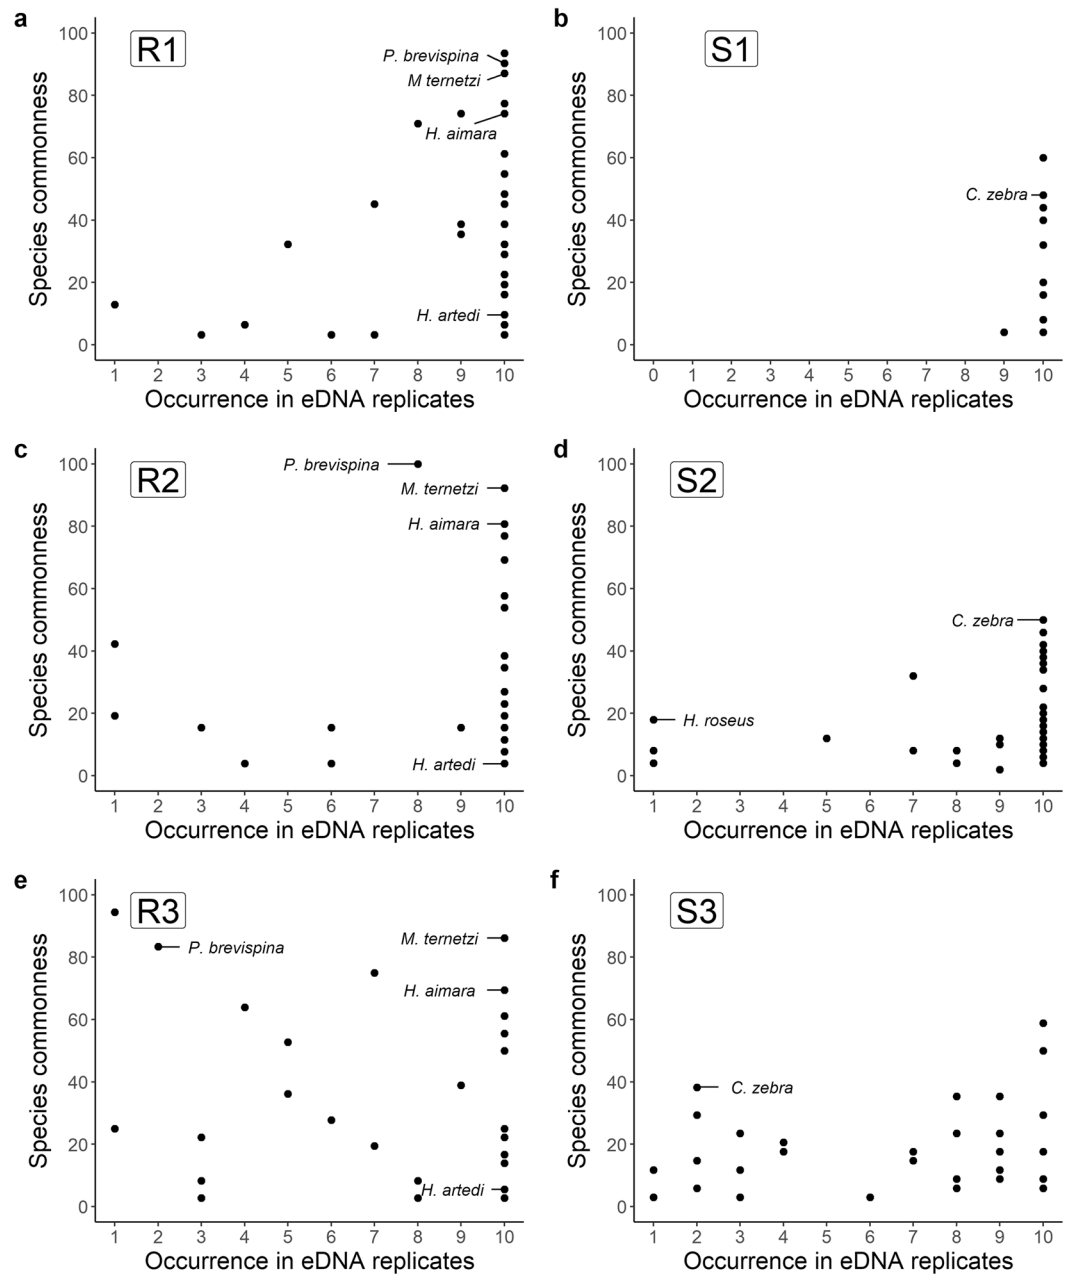 a
R1
100
80
60
40
20
0
Species commonness
P. brevispina
M ternetzi
H. aimara
H. artedi
1 2 3 4 5 6 7 8 9 10
Occurrence in eDNA replicates
b
S1
100
80
60
40
20
0
Species commonness
C. zebra
0 1 2 3 4 5 6 7 8 9 10
Occurrence in eDNA replicates
c
R2
100
80
60
40
20
0
Species commonness
P. brevispina
M. ternetzi
H. aimara
H. artedi
1 2 3 4 5 6 7 8 9 10
Occurrence in eDNA replicates
d
S2
100
80
60
40
20
0
Species commonness
C. zebra
H. roseus
1 2 3 4 5 6 7 8 9 10
Occurrence in eDNA replicates
e
R3
100
80
60
40
20
0
Species commonness
M. ternetzi
P. brevispina
H. aimara
H. artedi
1 2 3 4 5 6 7 8 9 10
Occurrence in eDNA replicates
f
S3
100
80
60
40
20
0
Species commonness
C. zebra
1 2 3 4 5 6 7 8 9 10
Occurrence in eDNA replicates